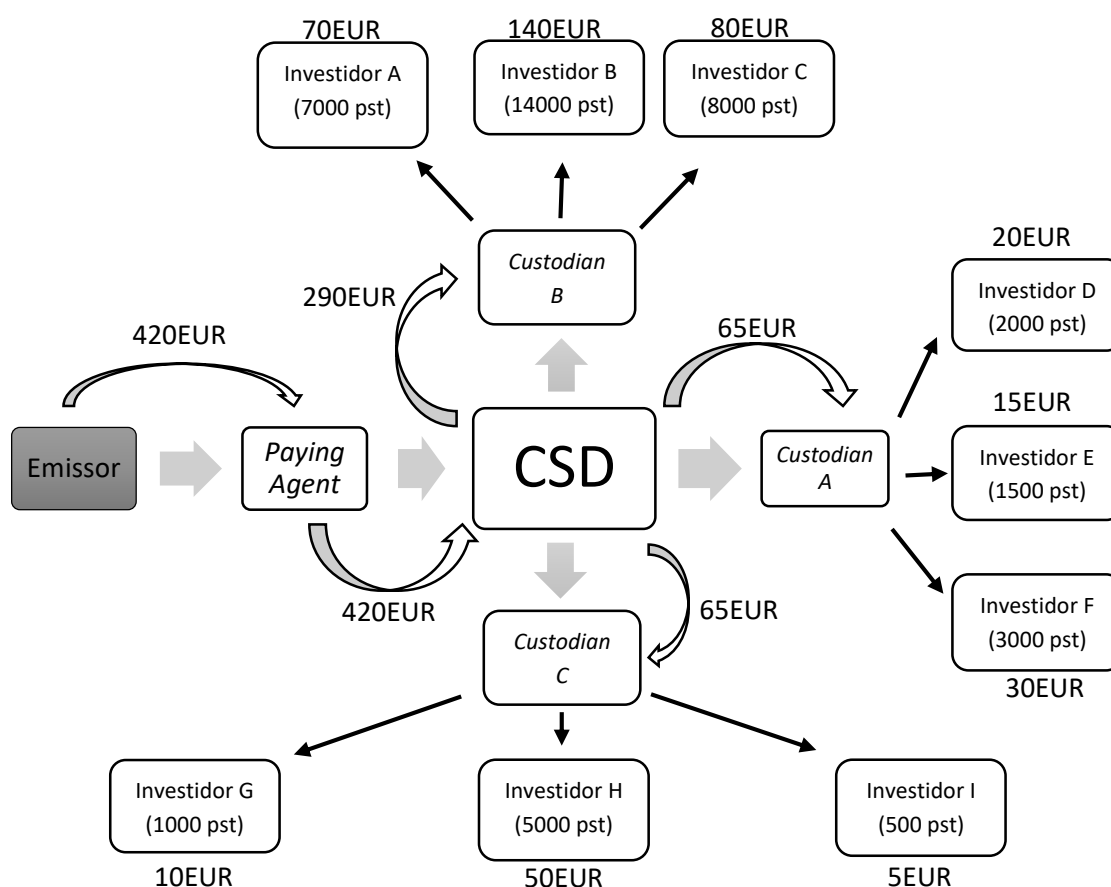 70EUR
140EUR
80EUR
Investidor A
(7000 pst)
Investidor B
(14000 pst)
Investidor C
(8000 pst)
Custodian
B
290EUR
20EUR
Investidor D
(2000 pst)
420EUR
65EUR
15EUR
Emissor
Paying
Agent
CSD
Custodian
A
Investidor E
(1500 pst)
420EUR
65EUR
Custodian
C
Investidor F
(3000 pst)
30EUR
Investidor G
(1000 pst)
Investidor H
(5000 pst)
Investidor I
(500 pst)
10EUR
50EUR
5EUR